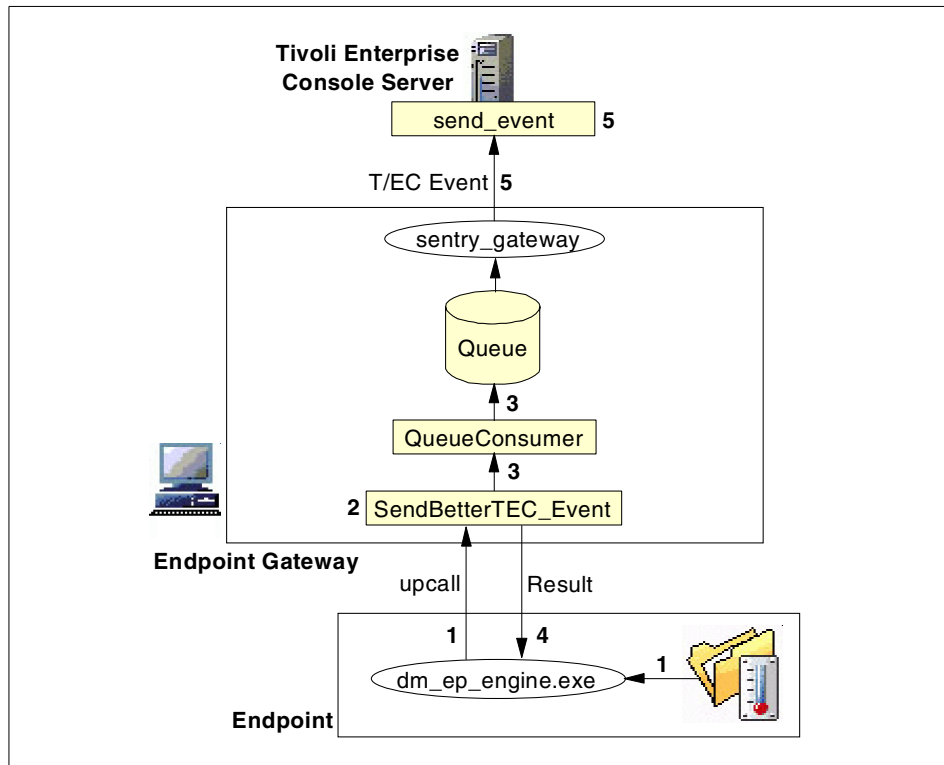 Tivoli Enterprise
Console Server
send_event 5
T/EC Event 5
sentry_gateway
Queue
3
QueueConsumer
3
2 SendBetterTEC_Event
Endpoint Gateway
upcall Result
1 4
1
dm_ep_engine.exe
Endpoint